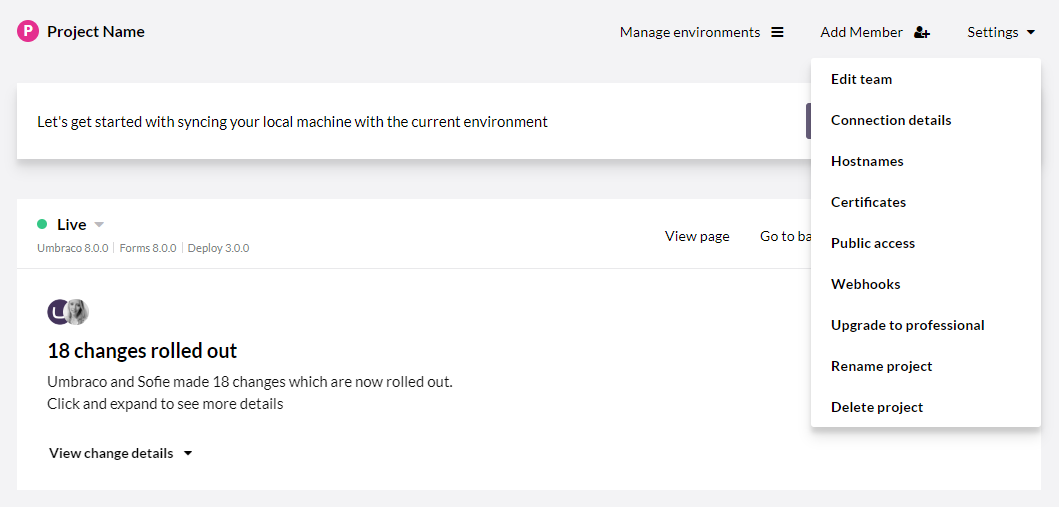 P Project Name
Manage environments
Add Member
Settings
Edit team
Connection details
Hostnames
Certificates
Public access
Webhooks
Upgrade to professional
Rename project
Delete project
Let's get started with syncing your local machine with the current environment
Live
Umbraco 8.0.0 | Forms 8.0.0 | Deploy 3.0.0
View page
Go to ba
18 changes rolled out
Umbraco and Sofie made 18 changes which are now rolled out.
Click and expand to see more details
View change details